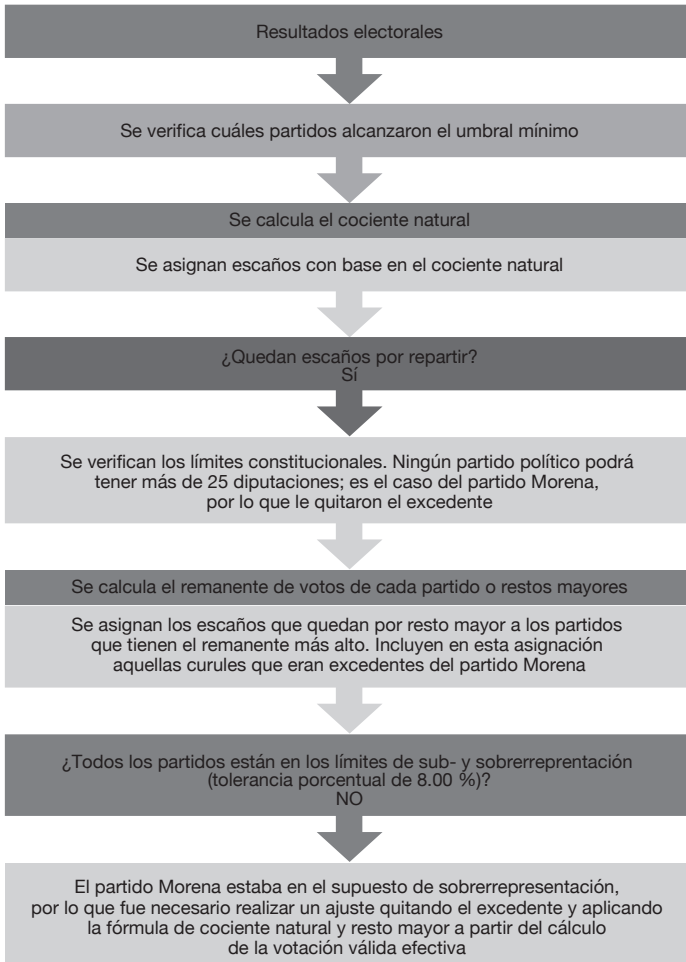 Resultados electorales
Se verifica cuáles partidos alcanzaron el umbral mínimo
Se calcula el cociente natural
Se asignan escaños con base en el cociente natural
¿Quedan escaños por repartir?
Sí
Se verifican los límites constitucionales. Ningún partido político podrá
tener más de 25 diputaciones; es el caso del partido Morena,
por lo que le quitaron el excedente
Se calcula el remanente de votos de cada partido o restos mayores
Se asignan los escaños que quedan por resto mayor a los partidos
que tienen el remanente más alto. Incluyen en esta asignación
aquellas curules que eran excedentes del partido Morena
¿Todos los partidos están en los límites de sub- y sobrerreprentación
(tolerancia porcentual de 8.00 %)?
NO
El partido Morena estaba en el supuesto de sobrerrepresentación,
por lo que fue necesario realizar un ajuste quitando el excedente y aplicando
la fórmula de cociente natural y resto mayor a partir del cálculo
de la votación válida efectiva